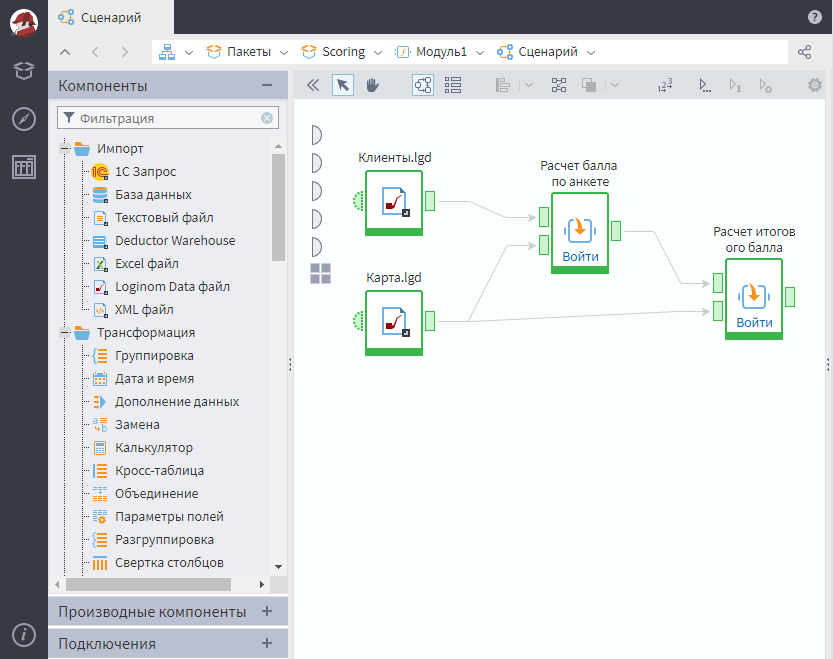 Сценарий
?
Пакеты
Scoring
Модуль1
Сценарий
Компоненты
Фильтрация
Импорт
1С Запрос
База данных
Текстовый файл
Deductor Warehouse
Excel файл
Loginom Data файл
XML файл
Трансформация
Группировка
Дата и время
Дополнение данных
Замена
Калькулятор
Кросс-таблица
Объединение
Параметры полей
Разгруппировка
Свертка столбцов
Производные компоненты
Подключения
Клиенты.lgd
Карта.lgd
Расчет балла
по анкете
Войти
Расчет итогов
ого балла
Войти